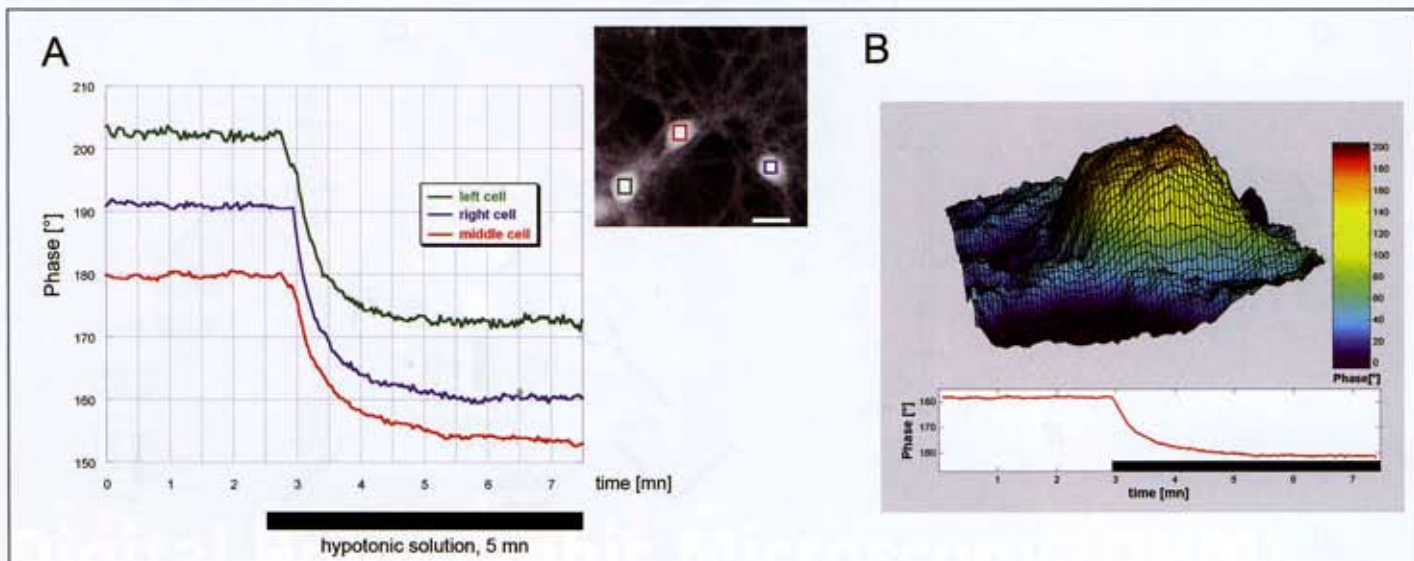 A
210
200
190
180
170
160
150
Phase [°]
left cell
right cell
middle cell
0 1 2 3 4 5 6 7
time [mn]
hypotonic solution, 5 mn
B
200
180
160
140
120
100
80
60
40
20
0
Phase[°]
Phase [°]
170
1 2 3 4 5 6 7
time [mn]